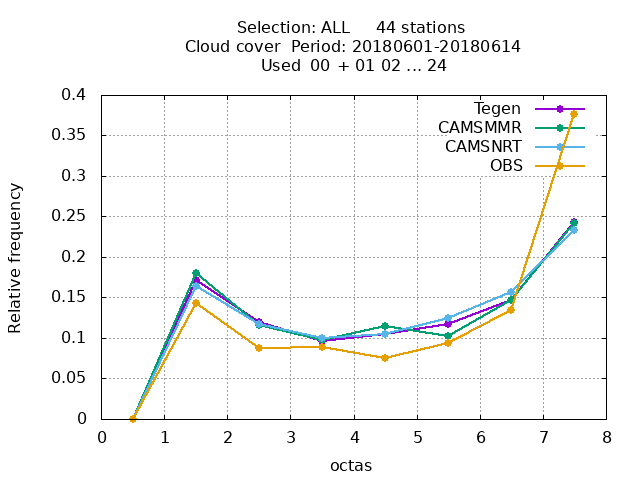 Selection: ALL 44 stations
Cloud cover Period: 20180601-20180614
Used 00 + 01 02 ... 24
Relative frequency
0.4
0.35
0.3
0.25
0.2
0.15
0.1
0.05
0
Tegen
CAMSMMR
CAMSNRT
OBS
0 1 2 3 4 5 6 7 8
octas